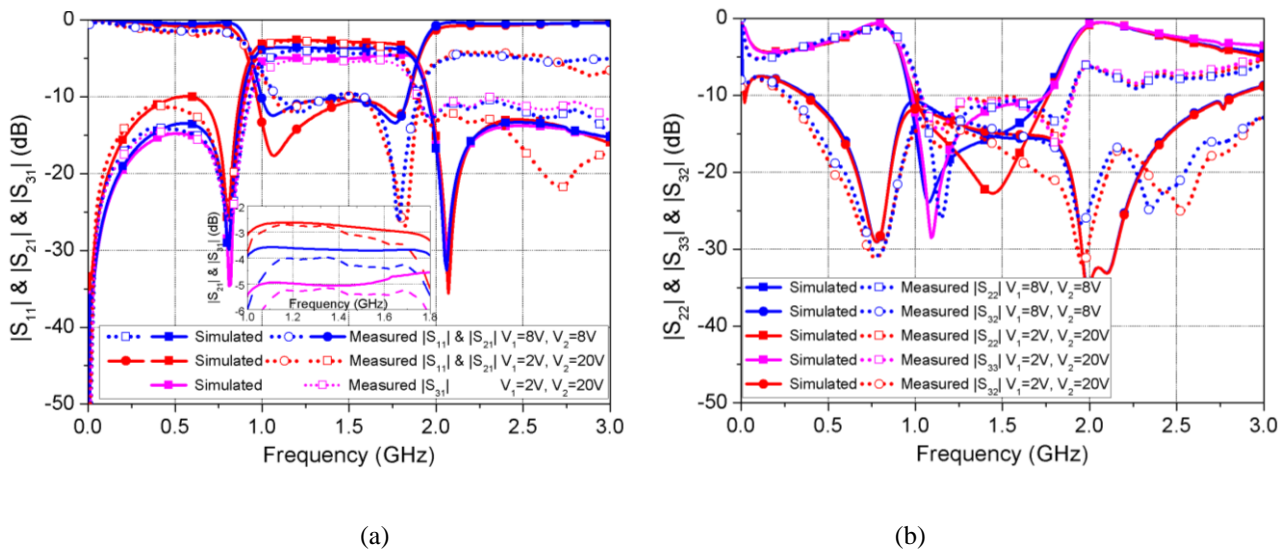 |S11| & |S21| & |S31| (dB)
0
-10
-20
-30
-40
-50
0.0 0.5 1.0 1.5 2.0 2.5 3.0
Frequency (GHz)
|S21| & |S31| (dB)
-2
-3
-4
-5
-6
Frequency (GHz)
1.0 1.2 1.4 1.6 1.8
Simulated Measured |S11| & |S21| V1=8V, V2=8V
Simulated Measured |S11| & |S21| V1=2V, V2=20V
Simulated Measured |S31| V1=2V, V2=20V
(a)
|S22| & |S33| & |S32| (dB)
0
-10
-20
-30
-40
-50
0.0 0.5 1.0 1.5 2.0 2.5 3.0
Frequency (GHz)
Simulated Measured |S22| V1=8V, V2=8V
Simulated Measured |S32| V1=8V, V2=8V
Simulated Measured |S22| V1=2V, V2=20V
Simulated Measured |S33| V1=2V, V2=20V
Simulated Measured |S32| V1=2V, V2=20V
(b)